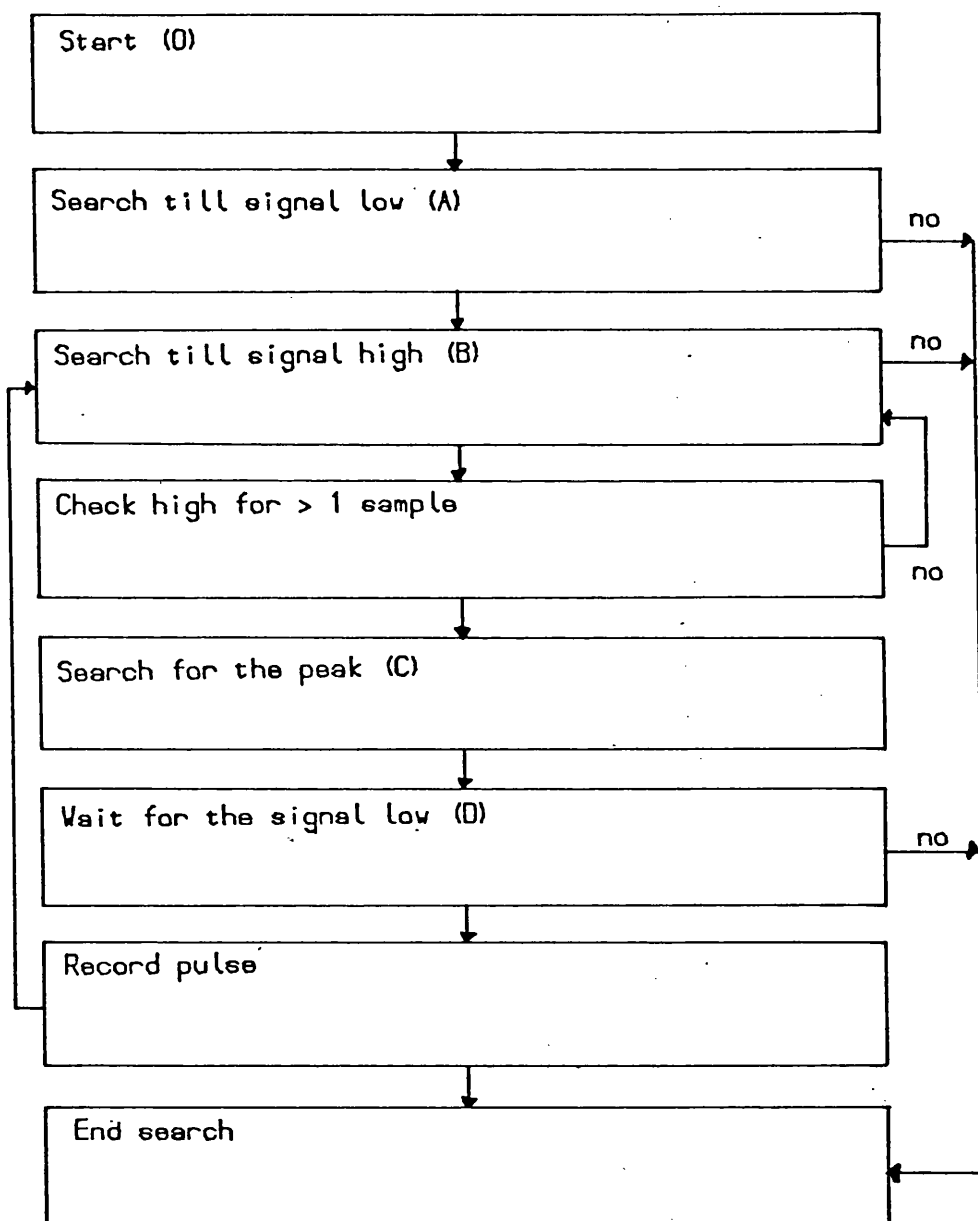 Start (0)
Search till signal low (A)
no
Search till signal high (B)
no
Check high for > 1 sample
no
Search for the peak (C)
Wait for the signal low (D)
no
Record pulse
End search